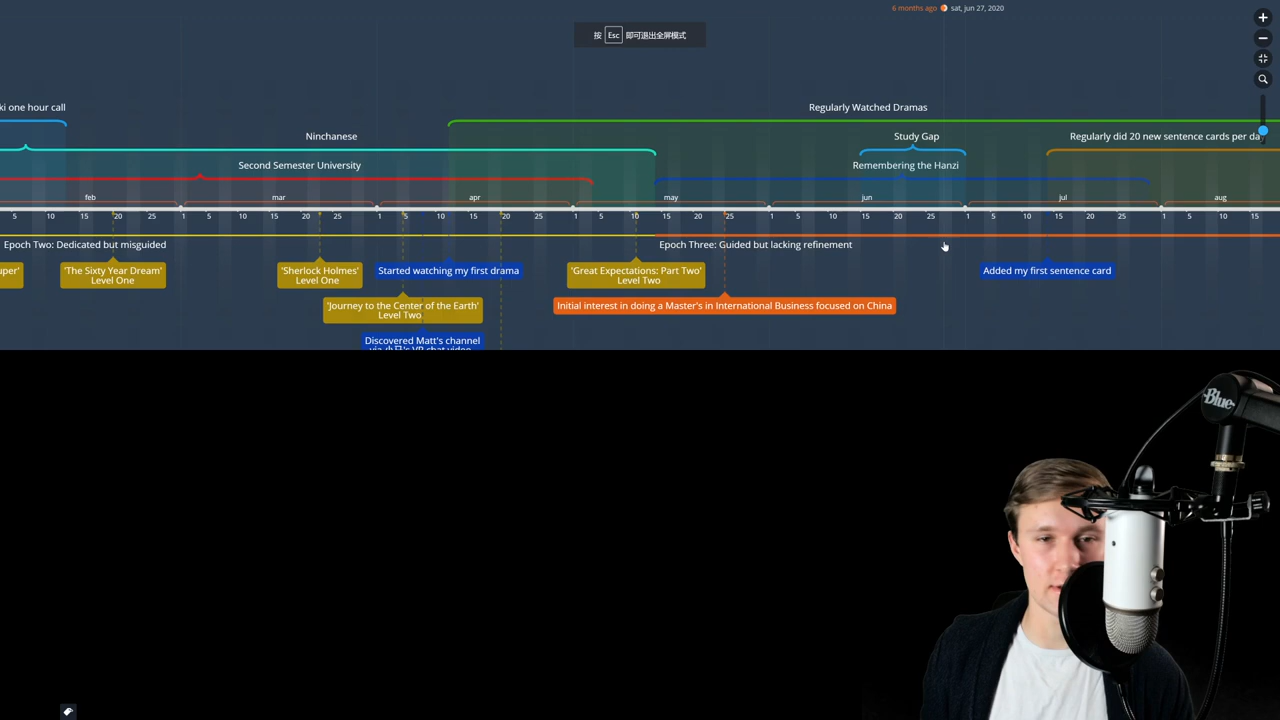 6 months ago sat, jun 27, 2020
按 Esc 即可退出全屏模式
ki one hour call
Regularly Watched Dramas
Ninchanese
Study Gap
Regularly did 20 new sentence cards per da
Second Semester University
Remembering the Hanzi
feb mar apr may jun jul aug
5 10 15 20 25 1 5 10 15 20 25 1 5 10 15 20 25 1 5 10 15 20 25 1 5 10 15 20 25 1 5 10 15 20 25 1 5 10 15
Epoch Two: Dedicated but misguided
Epoch Three: Guided but lacking refinement
uper'
'The Sixty Year Dream'
Level One
'Sherlock Holmes'
Level One
Started watching my first drama
'Great Expectations: Part Two'
Level Two
Added my first sentence card
'Journey to the Center of the Earth'
Level Two
Initial interest in doing a Master's in International Business focused on China
Discovered Matt's channel
Blue